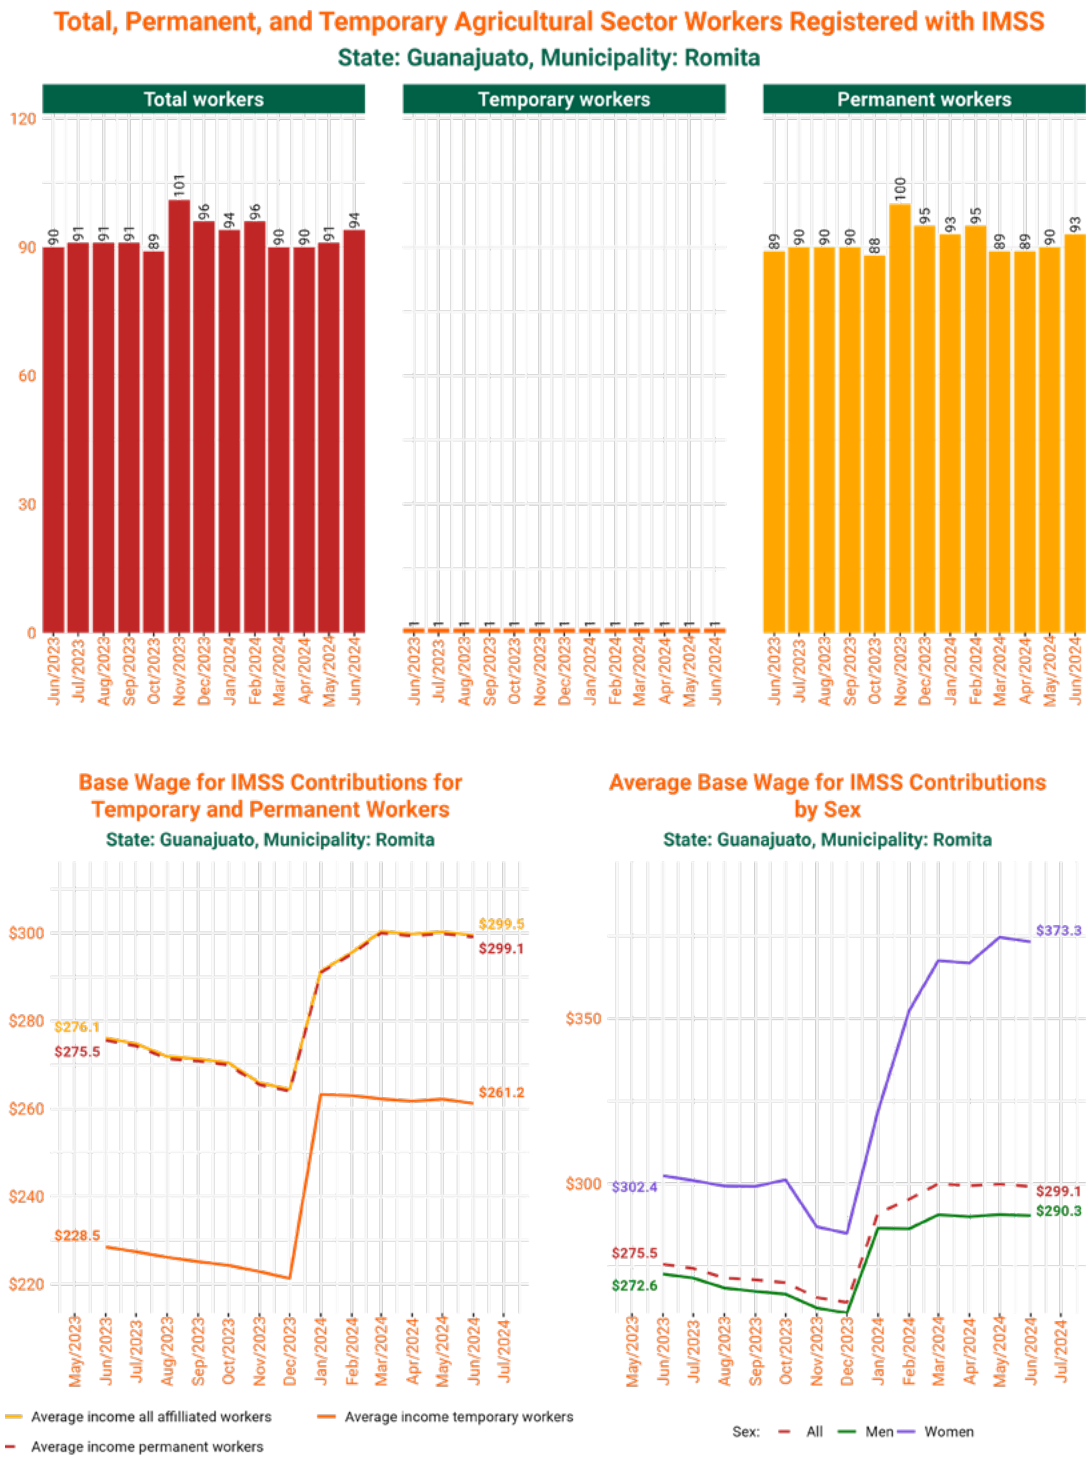 Total, Permanent, and Temporary Agricultural Sector Workers Registered with IMSS
State: Guanajuato, Municipality: Romita
Total workers
Temporary workers
Permanent workers
120
90
60
30
0
90
91
91
91
89
101
96
94
96
90
90
91
94
1
1
1
1
1
1
1
1
1
1
1
1
1
89
90
90
90
88
100
95
93
95
89
89
90
93
Jun/2023
Jul/2023
Aug/2023
Sep/2023
Oct/2023
Nov/2023
Dec/2023
Jan/2024
Feb/2024
Mar/2024
Apr/2024
May/2024
Jun/2024
Jun/2023
Jul/2023
Aug/2023
Sep/2023
Oct/2023
Nov/2023
Dec/2023
Jan/2024
Feb/2024
Mar/2024
Apr/2024
May/2024
Jun/2024
Jun/2023
Jul/2023
Aug/2023
Sep/2023
Oct/2023
Nov/2023
Dec/2023
Jan/2024
Feb/2024
Mar/2024
Apr/2024
May/2024
Jun/2024
Base Wage for IMSS Contributions for
Temporary and Permanent Workers
State: Guanajuato, Municipality: Romita
$300
$280
$260
$240
$220
$276.1
$275.5
$228.5
$299.5
$299.1
$261.2
May/2023
Jun/2023
Jul/2023
Aug/2023
Sep/2023
Oct/2023
Nov/2023
Dec/2023
Jan/2024
Feb/2024
Mar/2024
Apr/2024
May/2024
Jun/2024
Jul/2024
Average income all affilliated workers
Average income temporary workers
Average income permanent workers
Average Base Wage for IMSS Contributions
by Sex
State: Guanajuato, Municipality: Romita
$350
$300
$302.4
$275.5
$272.6
$373.3
$299.1
$290.3
May/2023
Jun/2023
Jul/2023
Aug/2023
Sep/2023
Oct/2023
Nov/2023
Dec/2023
Jan/2024
Feb/2024
Mar/2024
Apr/2024
May/2024
Jun/2024
Jul/2024
Sex: All Men Women